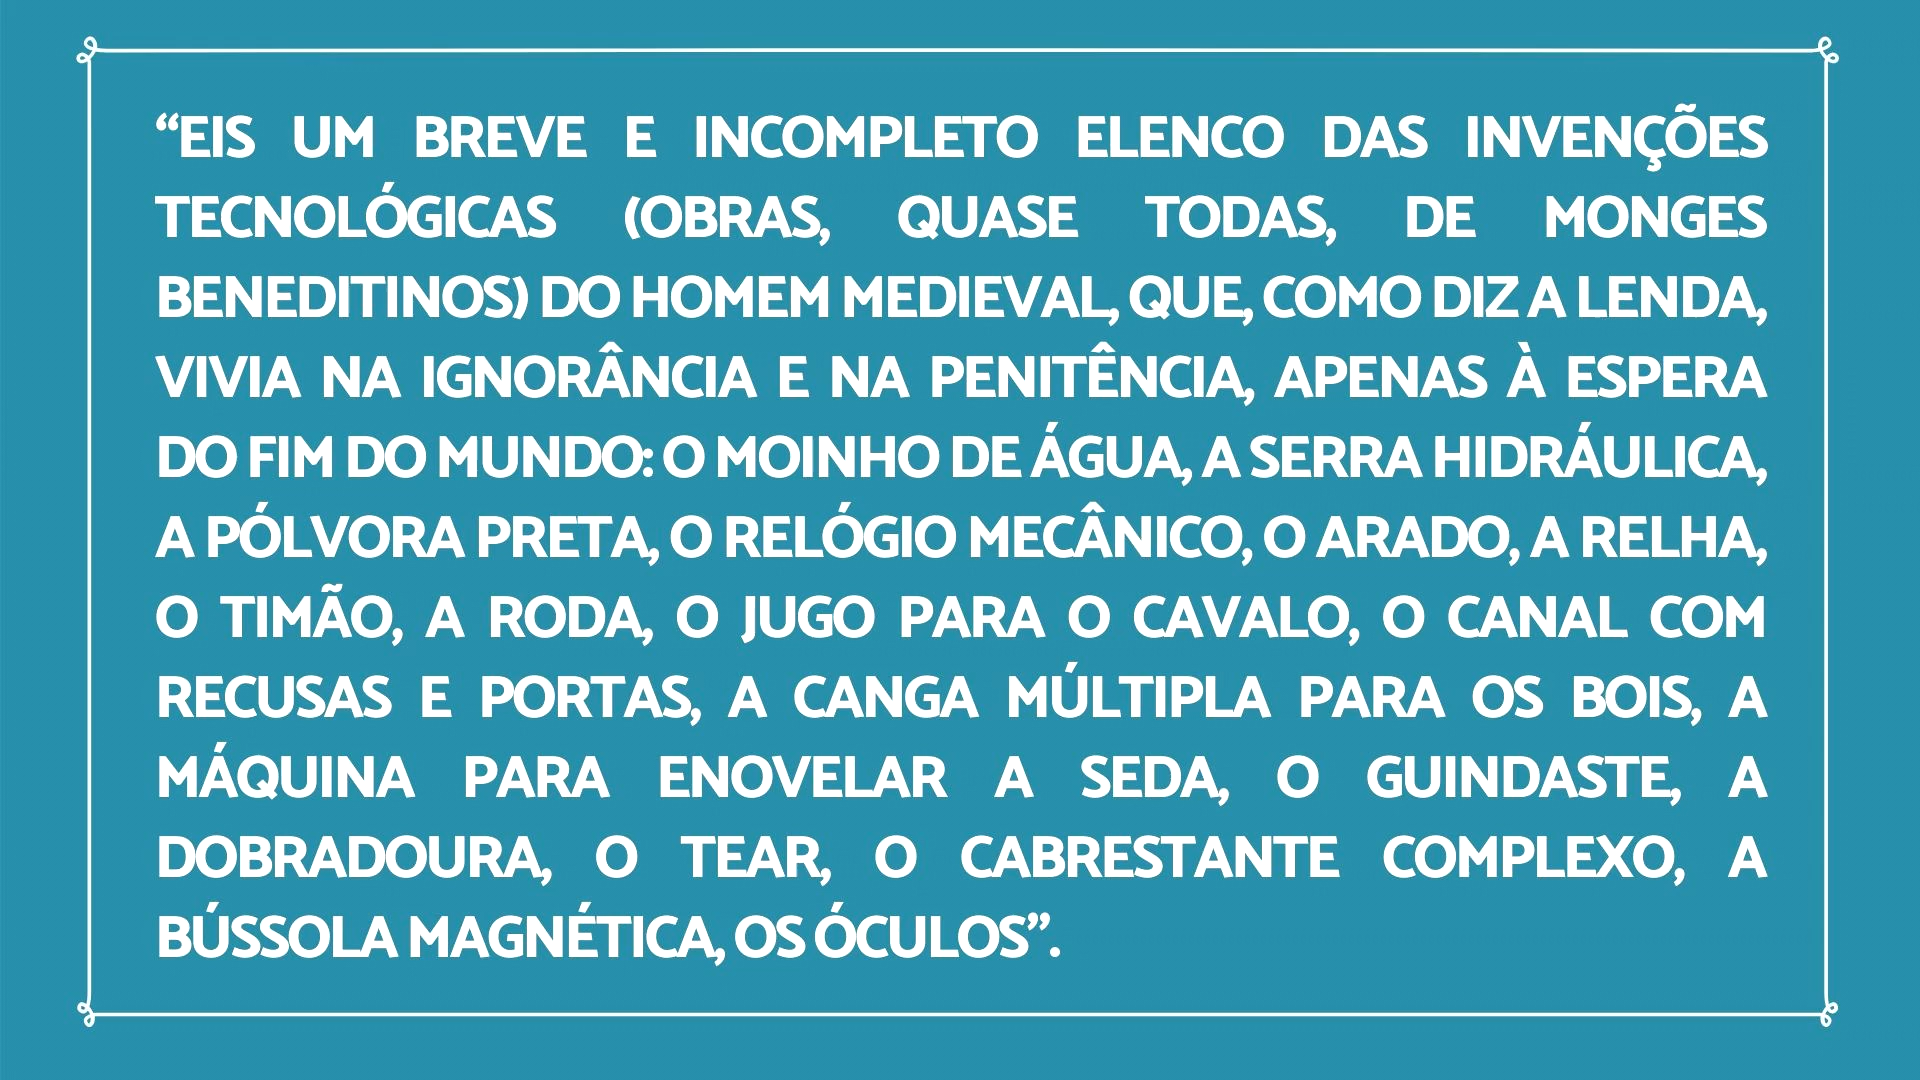 “EIS UM BREVE E INCOMPLETO ELENCO DAS INVENÇÕES
TECNOLÓGICAS (OBRAS, QUASE TODAS, DE MONGES
BENEDITINOS) DO HOMEM MEDIEVAL, QUE, COMO DIZ A LENDA,
VIVIA NA IGNORÂNCIA E NA PENITÊNCIA, APENAS À ESPERA
DO FIM DO MUNDO: O MOINHO DE ÁGUA, A SERRA HIDRÁULICA,
A PÓLVORA PRETA, O RELÓGIO MECÂNICO, O ARADO, A RELHA,
O TIMÃO, A RODA, O JUGO PARA O CAVALO, O CANAL COM
RECUSAS E PORTAS, A CANGA MÚLTIPLA PARA OS BOIS, A
MÁQUINA PARA ENOVELAR A SEDA, O GUINDASTE, A
DOBRADOURA, O TEAR, O CABRESTANTE COMPLEXO, A
BÚSSOLA MAGNÉTICA, OS ÓCULOS”.